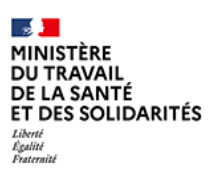 MINISTÈRE
DU TRAVAIL
DE LA SANTÉ
ET DES SOLIDARITÉS
Liberté
Égalité
Fraternité